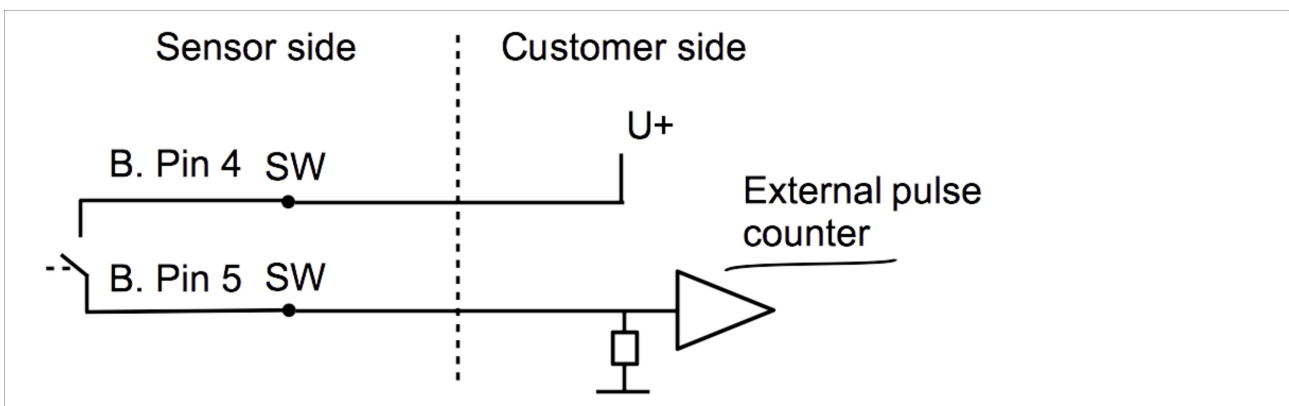 Sensor side
Customer side
U+
B. Pin 4 SW
External pulse
counter
B. Pin 5 SW